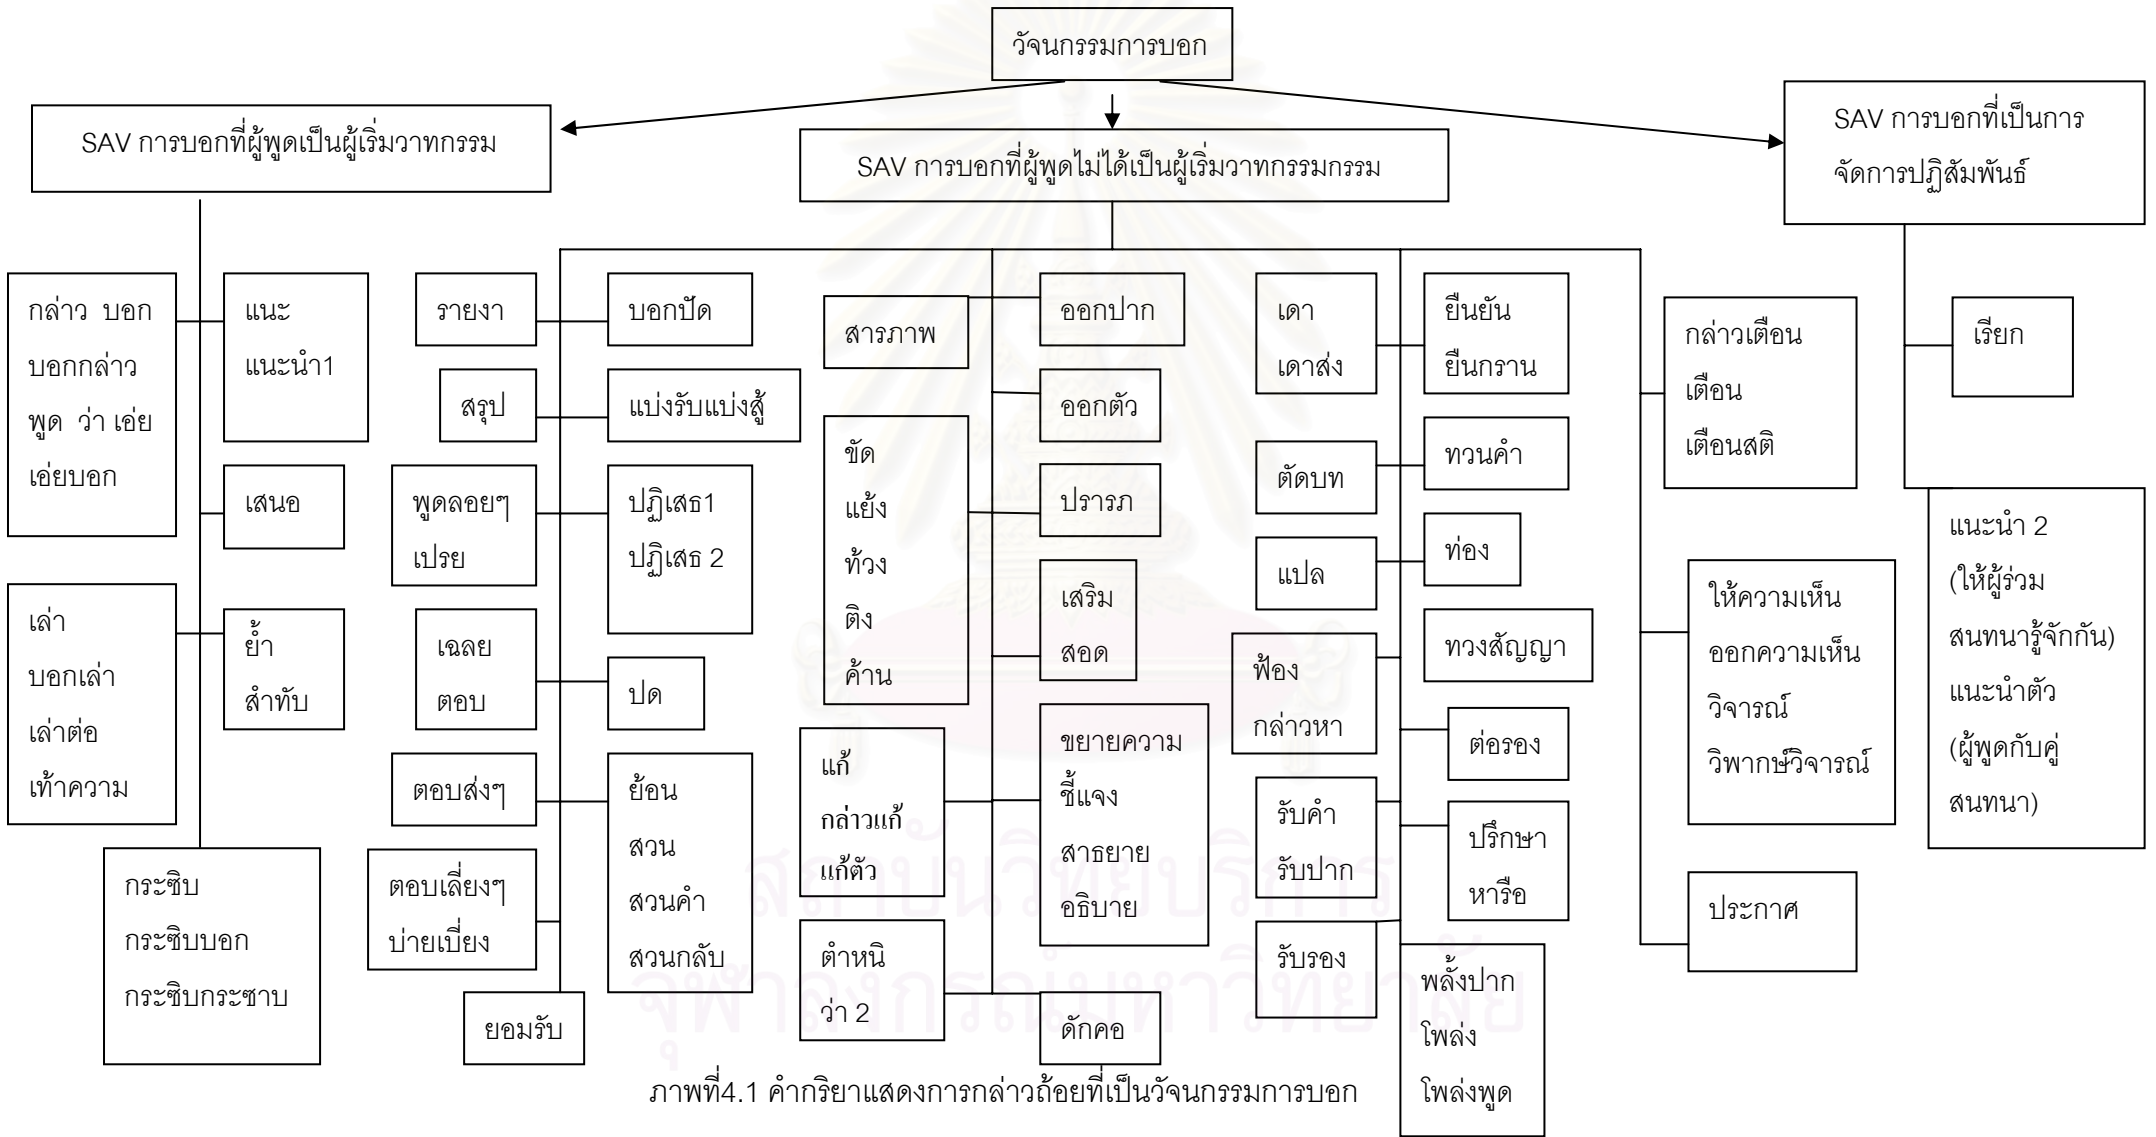 วัจนกรรมการบอก
SAV การบอกที่ผู้พูดเป็นผู้เริ่มวาทกรรม
SAV การบอกที่ผู้พูดไม่ได้เป็นผู้เริ่มวาทกรรมกรรม
SAV การบอกที่เป็นการ
จัดการปฏิสัมพันธ์
กล่าว บอก
บอกกล่าว
พูด ว่า เอ่ย
เอ่ยบอก
แนะ
แนะนำ1
เสนอ
เล่า
บอกเล่า
เล่าต่อ
เท้าความ
ย้ำ
สำทับ
กระซิบ
กระซิบบอก
กระซิบกระซาบ
รายงา
บอกปัด
สรุป
แบ่งรับแบ่งสู้
พูดลอยๆ
เปรย
ปฏิเสธ1
ปฏิเสธ 2
เฉลย
ตอบ
ปด
ตอบส่งๆ
ย้อน
สวน
สวนคำ
สวนกลับ
ตอบเลี่ยงๆ
บ่ายเบี่ยง
ยอมรับ
สารภาพ
ออกปาก
ออกตัว
ขัด
แย้ง
ท้วง
ติง
ค้าน
ปรารภ
เสริม
สอด
แก้
กล่าวแก้
แก้ตัว
ขยายความ
ชี้แจง
สาธยาย
อธิบาย
ตำหนิ
ว่า 2
ดักคอ
เดา
เดาส่ง
ยืนยัน
ยืนกราน
ตัดบท
ทวนคำ
แปล
ท่อง
ฟ้อง
กล่าวหา
ทวงสัญญา
ต่อรอง
รับคำ
รับปาก
ปรึกษา
หารือ
รับรอง
พลั้งปาก
โพล่ง
โพล่งพูด
กล่าวเตือน
เตือน
เตือนสติ
ให้ความเห็น
ออกความเห็น
วิจารณ์
วิพากษ์วิจารณ์
ประกาศ
เรียก
แนะนำ 2
(ให้ผู้ร่วม
สนทนารู้จักกัน)
แนะนำตัว
(ผู้พูดกับคู่
สนทนา)
สถาบันวิทยบริการ
จุฬาลงกรณ์มหาวิทยาลัย
ภาพที่4.1 คำกริยาแสดงการกล่าวถ้อยที่เป็นวัจนกรรมการบอก